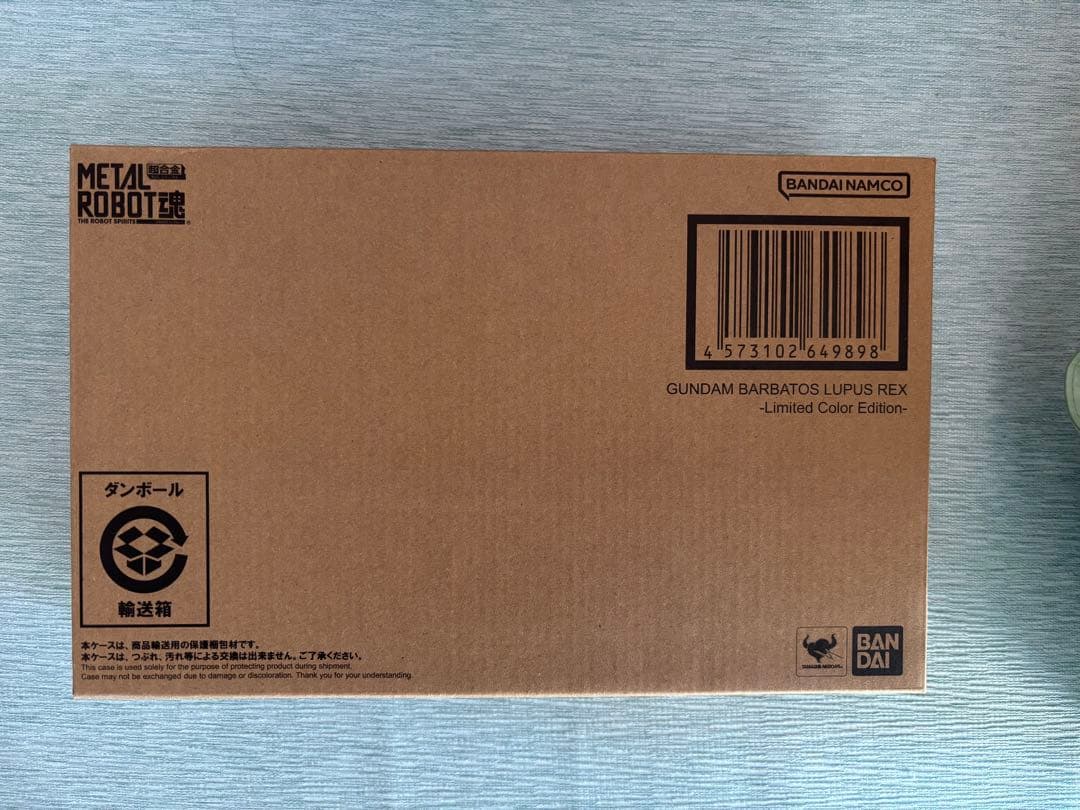 METAL 超合金
ROBOT魂
THE ROBOT SPIRITS
BANDAI NAMCO
4 573102 649898
GUNDAM BARBATOS LUPUS REX
-Limited Color Edition-
ダンボール
輸送箱
本ケースは、商品輸送用の保護梱包材です。
本ケースは、つぶれ、汚れ等による交換は出来ません。ご了承ください。
This case is used solely for the purpose of protecting product during shipment.
Case may not be exchanged due to damage or discoloration. Thank you for your understanding.
TAMASHII NATIONS
BAN
DAI